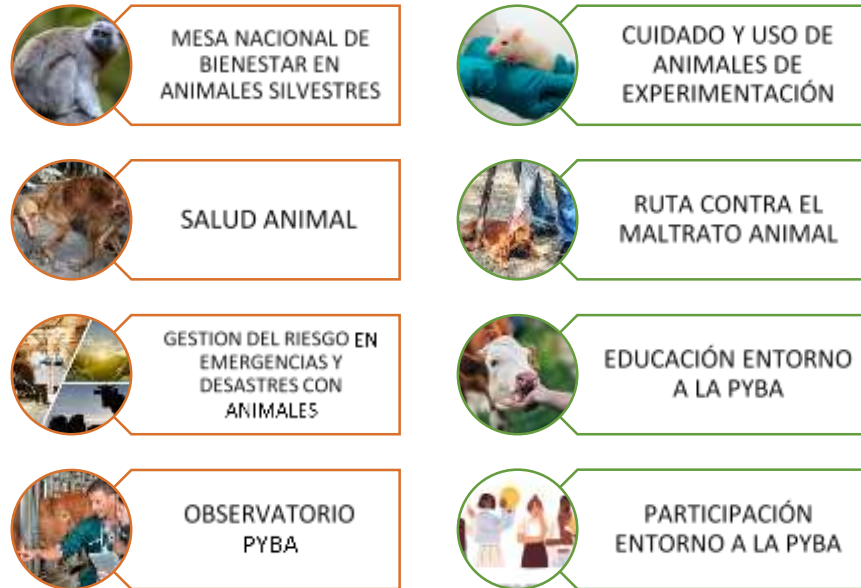 MESA NACIONAL DE
BIENESTAR EN
ANIMALES SILVESTRES
SALUD ANIMAL
GESTION DEL RIESGO EN
EMERGENCIAS Y
DESASTRES CON
ANIMALES
OBSERVATORIO
PYBA
CUIDADO Y USO DE
ANIMALES DE
EXPERIMENTACIÓN
RUTA CONTRA EL
MALTRATO ANIMAL
EDUCACIÓN ENTORNO
A LA PYBA
PARTICIPACIÓN
ENTORNO A LA PYBA